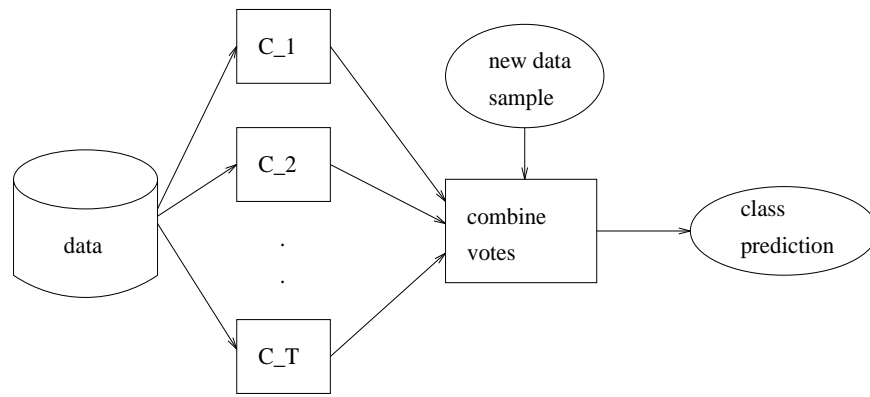 C_1
new data
sample
C_2
data
.
.
combine
votes
class
prediction
C_T